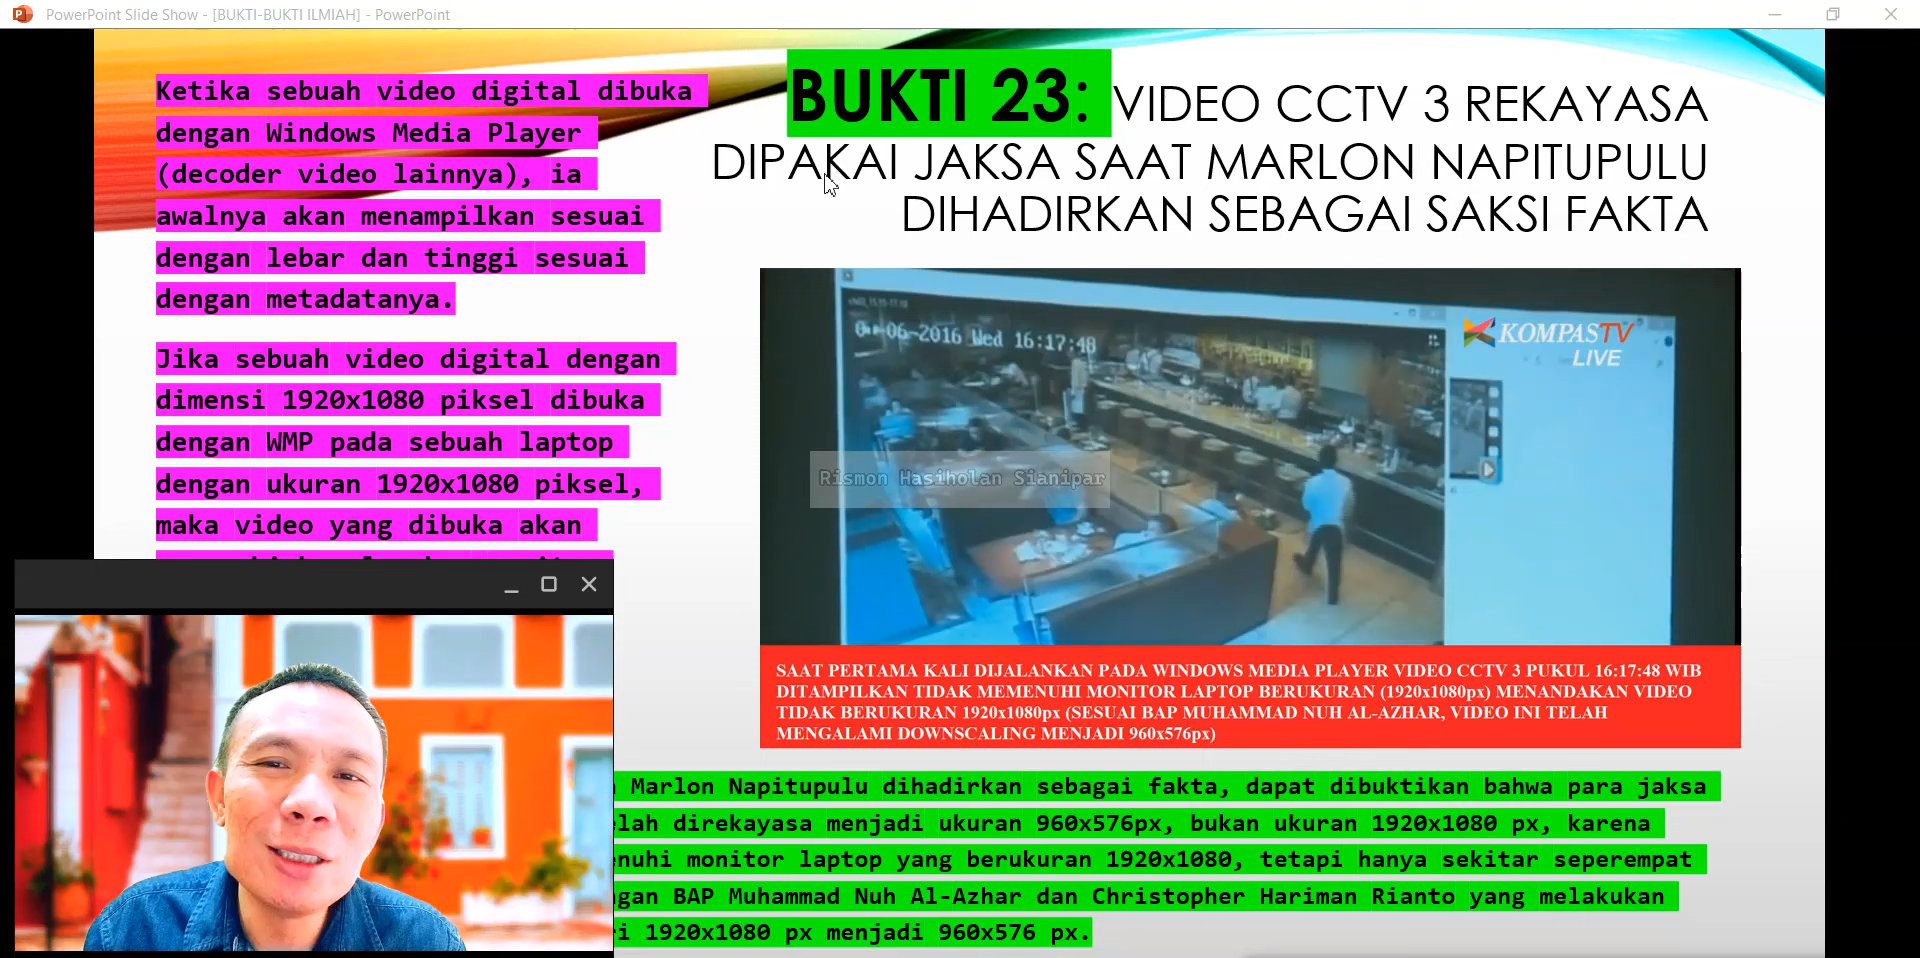 PowerPoint Slide Show - [BUKTI-BUKTI ILMIAH] - PowerPoint
BUKTI 23: VIDEO CCTV 3 REKAYASA
DIPAKAI JAKSA SAAT MARLON NAPITUPULU
DIHADIRKAN SEBAGAI SAKSI FAKTA
Ketika sebuah video digital dibuka
dengan Windows Media Player
(decoder video lainnya), ia
awalnya akan menampilkan sesuai
dengan lebar dan tinggi sesuai
dengan metadatanya.
Jika sebuah video digital dengan
dimensi 1920x1080 piksel dibuka
dengan WMP pada sebuah laptop
dengan ukuran 1920x1080 piksel,
maka video yang dibuka akan
06-2016 Wed 16:17:48
KOMPASTV
LIVE
Rismon Hasiholan Sianipar
SAAT PERTAMA KALI DIJALANKAN PADA WINDOWS MEDIA PLAYER VIDEO CCTV 3 PUKUL 16:17:48 WIB
DITAMPILKAN TIDAK MEMENUHI MONITOR LAPTOP BERUKURAN (1920x1080px) MENANDAKAN VIDEO
TIDAK BERUKURAN 1920x1080px (SESUAI BAP MUHAMMAD NUH AL-AZHAR, VIDEO INI TELAH
MENGALAMI DOWNSCALING MENJADI 960x576px)
Marlon Napitupulu dihadirkan sebagai fakta, dapat dibuktikan bahwa para jaksa
elah direkayasa menjadi ukuran 960x576px, bukan ukuran 1920x1080 px, karena
enuhi monitor laptop yang berukuran 1920x1080, tetapi hanya sekitar seperempat
ngan BAP Muhammad Nuh Al-Azhar dan Christopher Hariman Rianto yang melakukan
i 1920x1080 px menjadi 960x576 px.